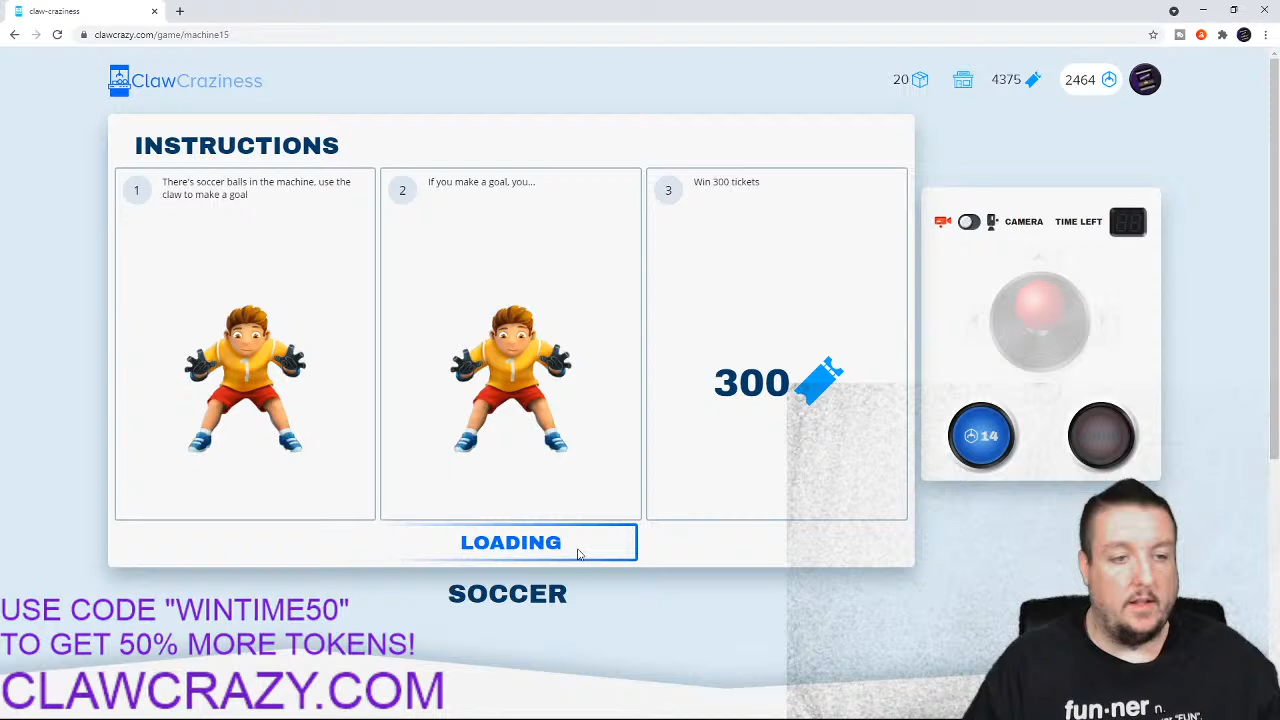 claw-craziness
clawcrazy.com/game/machine15
ClawCraziness
20
4375
2464
INSTRUCTIONS
1
There's soccer balls in the machine, use the
claw to make a goal
2
If you make a goal, you...
3
Win 300 tickets
CAMERA
TIME LEFT
300
14
LOADING
SOCCER
USE CODE "WINTIME50"
TO GET 50% MORE TOKENS!
CLAWCRAZY.COM
fun·ner n.